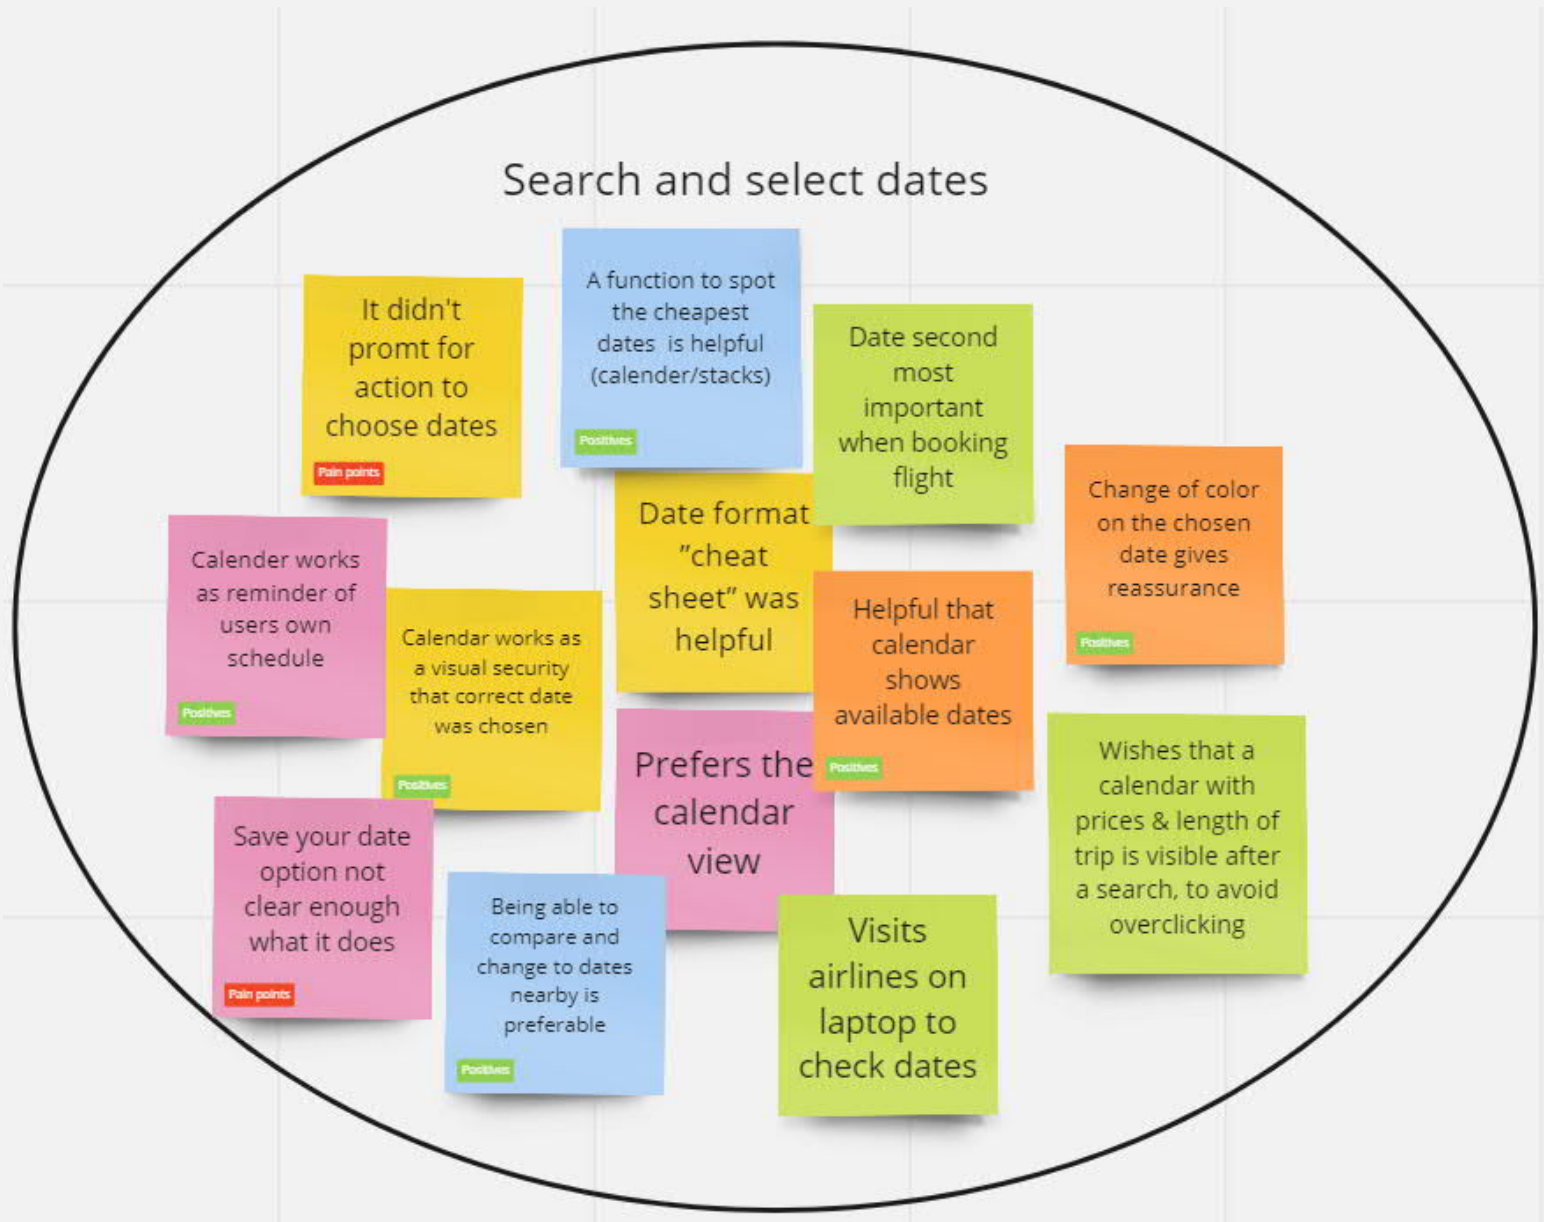 Search and select dates
It didn't
promt for
action to
choose dates
Pain points
A function to spot
the cheapest
dates is helpful
(calender/stacks)
Positives
Date second
most
important
when booking
flight
Change of color
on the chosen
date gives
reassurance
Positives
Calender works
as reminder of
users own
schedule
Positives
Calendar works as
a visual security
that correct date
was chosen
Positives
Date format
”cheat
sheet” was
helpful
Helpful that
calendar
shows
available dates
Positives
Prefers the
calendar
view
Wishes that a
calendar with
prices & length of
trip is visible after
a search, to avoid
overclicking
Save your date
option not
clear enough
what it does
Pain points
Being able to
compare and
change to dates
nearby is
preferable
Positives
Visits
airlines on
laptop to
check dates